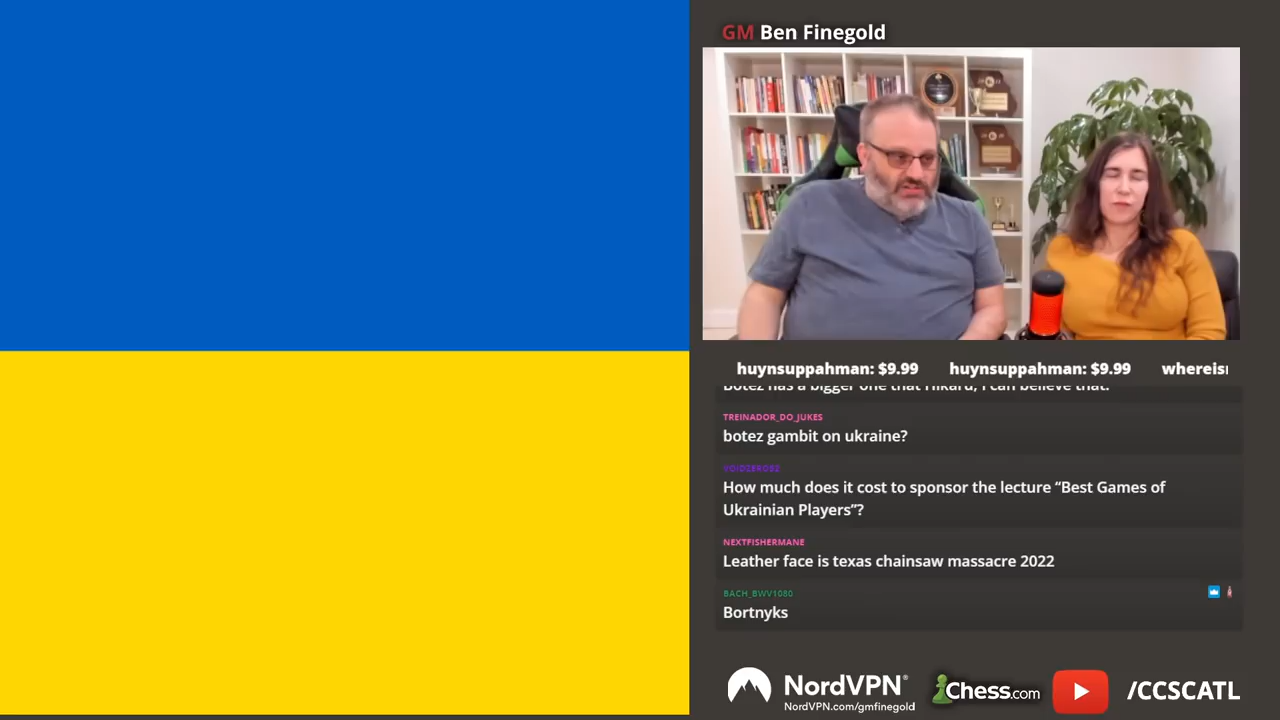 GM Ben Finegold
huynsuppahman: $9.99 huynsuppahman: $9.99 whereis
Botez has a bigger one that Hikaru, I can believe that.
TREINADOR_DO_JUKES
botez gambit on ukraine?
VOIDZERO92
How much does it cost to sponsor the lecture “Best Games of
Ukrainian Players”?
NEXTFISHERMANE
Leather face is texas chainsaw massacre 2022
BACH_BWV1080
Bortnyks
NordVPN®
NordVPN.com/gmfinegold
Chess.com
/CCSCATL